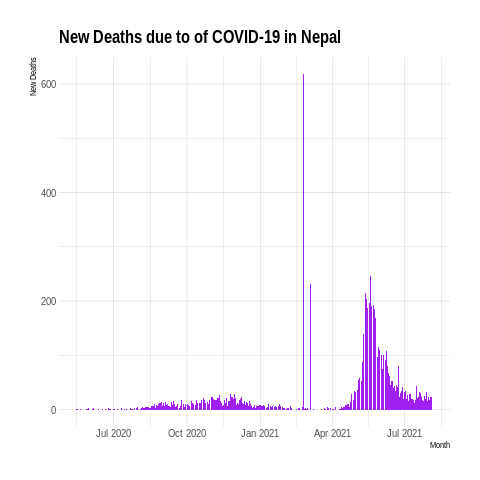 New Deaths due to of COVID-19 in Nepal
New Deaths
600
400
200
0
Jul 2020 Oct 2020 Jan 2021 Apr 2021 Jul 2021
Month